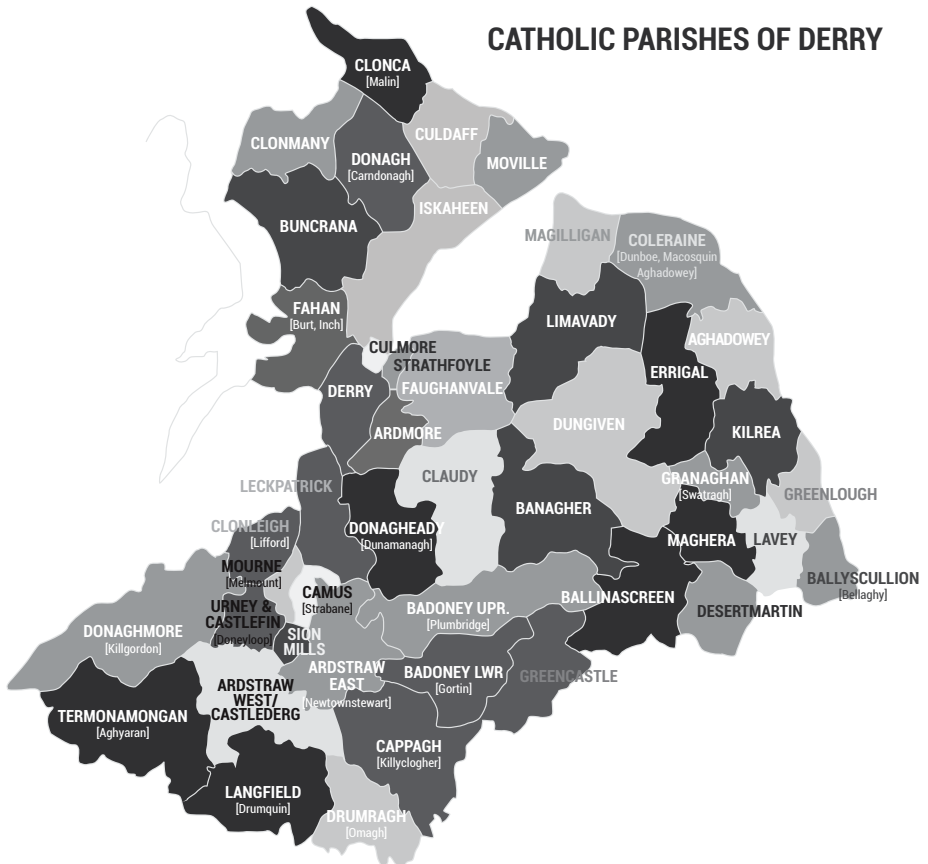 CATHOLIC PARISHES OF DERRY
CLONCA
[Malin]
CLONMANY
DONAGH
[Carndonagh]
CULDAFF
MOVILLE
BUNCRANA
ISKAHEEN
MAGILLIGAN
COLERAINE
[Dunboe, Macosquin
Aghadowey]
FAHAN
[Burt, Inch]
LIMAVADY
AGHADOWEY
CULMORE
STRATHFOYLE
ERRIGAL
DERRY
FAUGHANVALE
ARDMORE
DUNGIVEN
KILREA
LECKPATRICK
CLAUDY
GRANAGHAN
[Swatragh]
GREENLOUGH
CLONLEIGH
[Lifford]
DONAGHEADY
[Dunamanagh]
BANAGHER
MAGHERA
LAVEY
MOURNE
[Melmount]
BALLYSCULLION
[Bellaghy]
URNEY &
CASTLEFIN
[Doneyloop]
CAMUS
[Strabane]
BADONEY UPR.
[Plumbridge]
BALLINASCREEN
DESERTMARTIN
DONAGHMORE
[Killgordon]
SION
MILLS
ARDSTRAW
EAST
[Newtownstewart]
BADONEY LWR
[Gortin]
GREENCASTLE
ARDSTRAW
WEST/
CASTLEDERG
TERMONAMONGAN
[Aghyaran]
CAPPAGH
[Killyclogher]
LANGFIELD
[Drumquin]
DRUMRAGH
[Omagh]